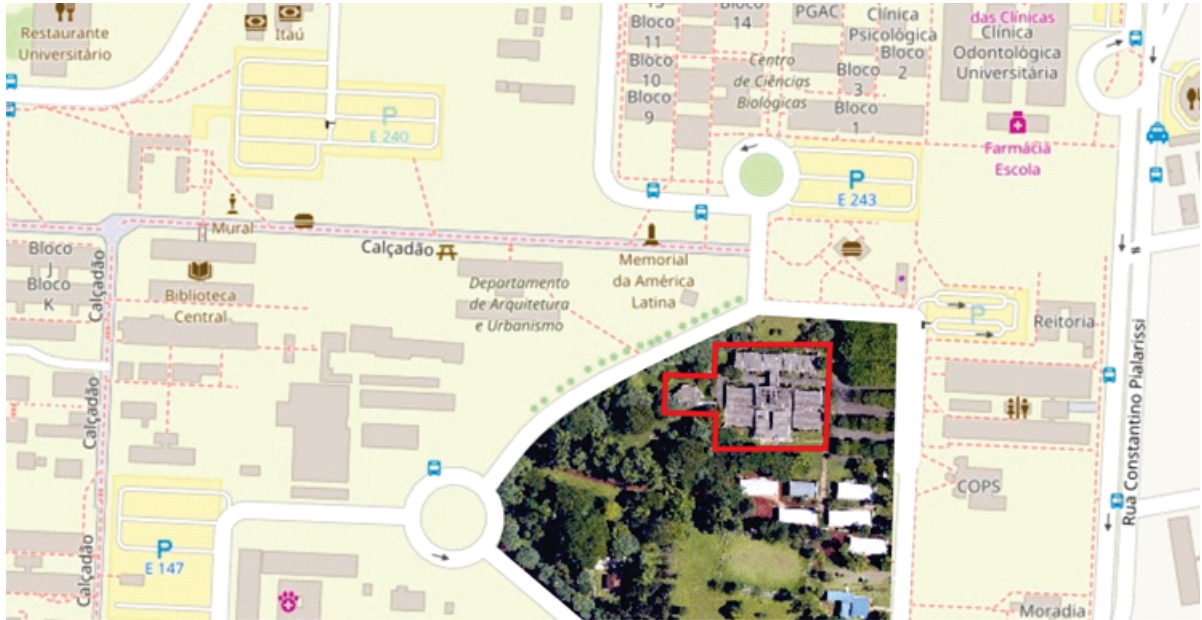 Restaurante
Universitário
Itaú
P
E 240
Bloco
11
Bloco
10
Bloco
9
Bloco
14
PGAC
Clínica
Psicológica
Bloco
2
Bloco
3
Bloco
1
Centro
de Ciências
Biológicas
das Clínicas
Clínica
Odontológica
Universitária
Farmácia
Escola
P
E 243
Mural
Calçadão
Memorial
da América
Latina
Departamento
de Arquitetura
e Urbanismo
Bloco
J
Bloco
K
Calçadão
Biblioteca
Central
P
Reitoria
Rua Constantino Pialarissi
Calçadão
COPS
P
E 147
Calçadão
Moradia